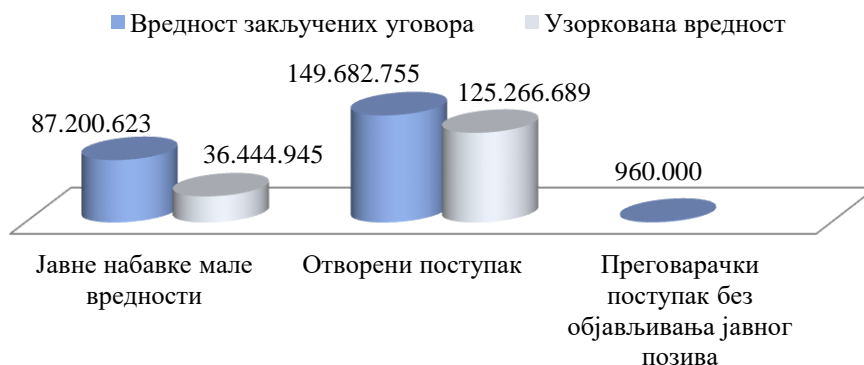 Вредност закључених уговора Узоркована вредност
149.682.755
125.266.689
87.200.623
36.444.945
960.000
Јавне набавке мале
вредности
Отворени поступак
Преговарачки
поступак без
објављивања јавног
позива